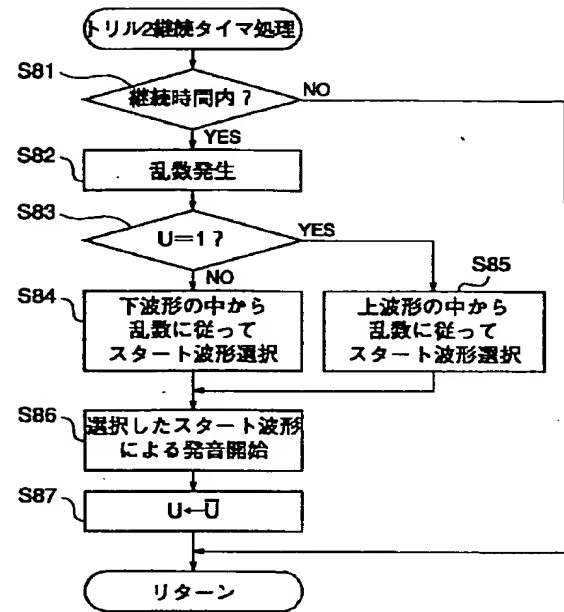 トリル2継続タイマ処理
S81
継続時間内？
NO
YES
S82
乱数発生
S83
U=1？
YES
NO
S84
下波形の中から
乱数に従って
スタート波形選択
S85
上波形の中から
乱数に従って
スタート波形選択
S86
選択したスタート波形
による発音開始
S87
U←U̅
リターン